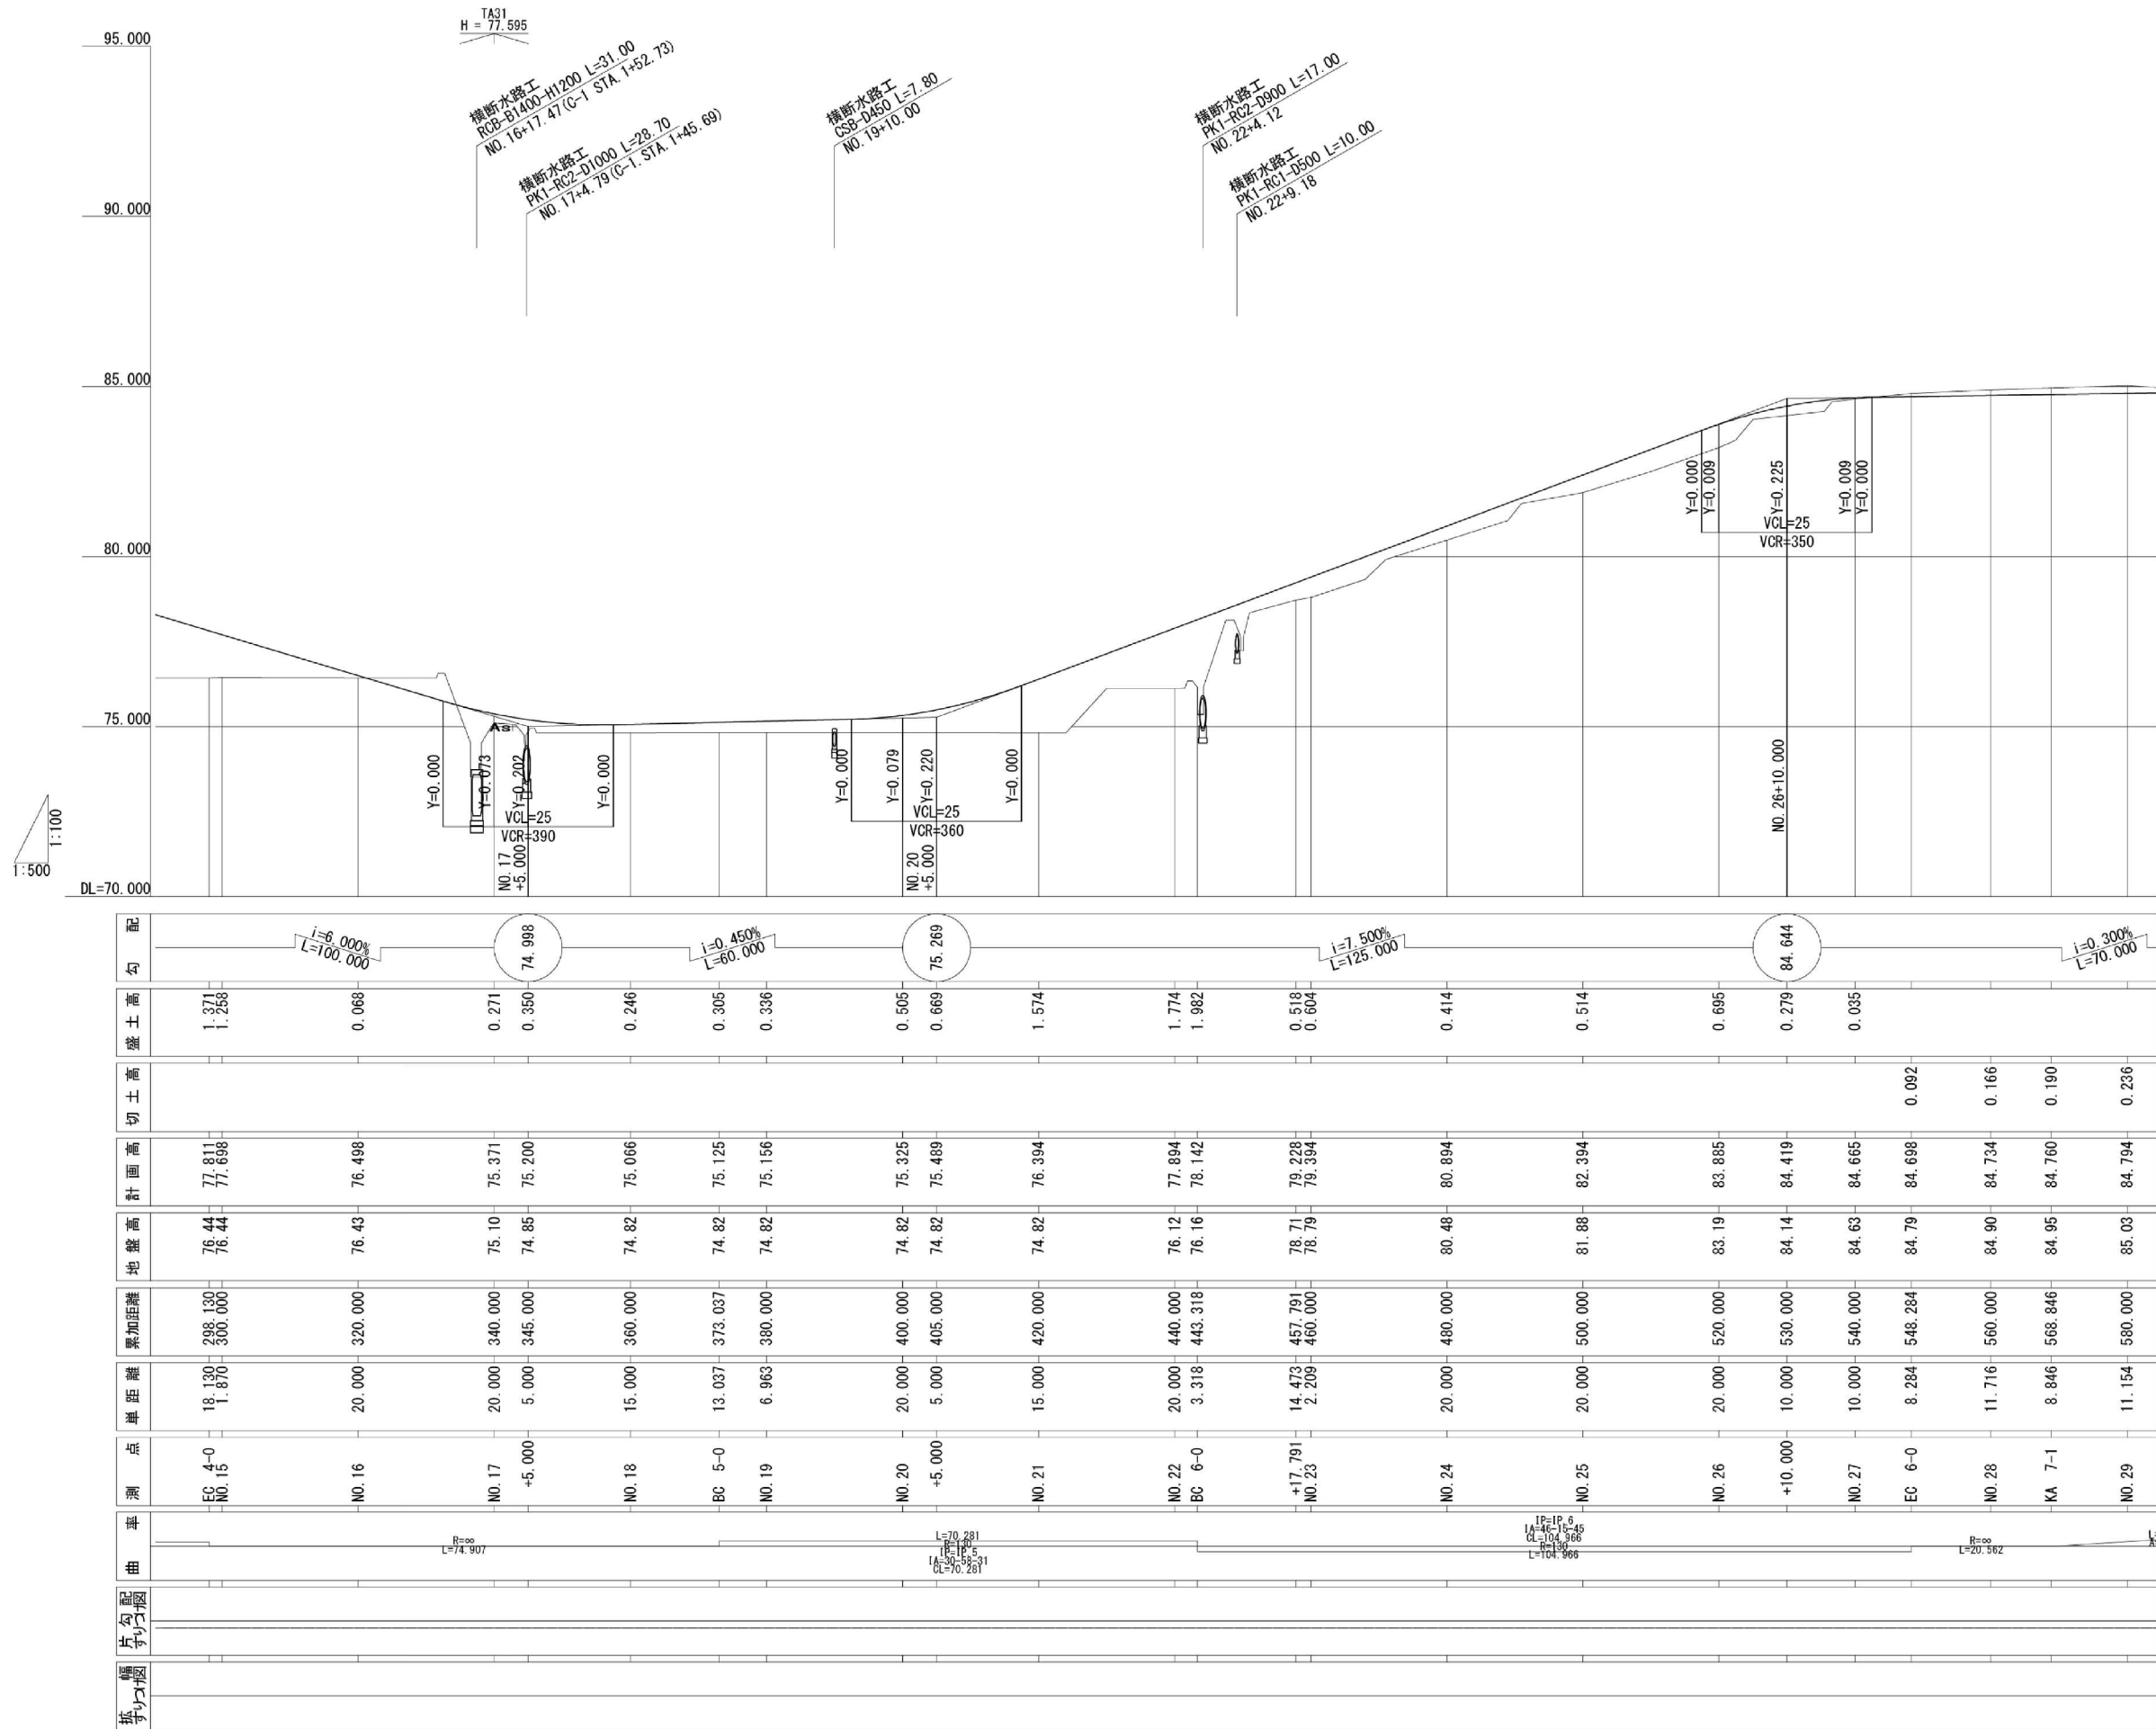 TA31
H = 77.595
95.000
90.000
85.000
80.000
75.000
DL=70.000
横断水路工
RCB-B1400-H1200 L=31.00
NO.16+17.47(C-1 STA.1+52.73)
横断水路工
PK1-RC2-D1000 L=28.70
NO.17+4.79(C-1.STA.1+45.69)
横断水路工
CSB-D450 L=7.80
NO.19+10.00
横断水路工
PK1-RC2-D900 L=17.00
NO.22+4.12
横断水路工
PK1-RC1-D500 L=10.00
NO.22+9.18
Y=0.000
Y=0.009
Y=0.225
Y=0.009
Y=0.000
VCL=25
VCR=350
NO.26+10.000
As
Y=0.000
Y=0.073
Y=0.202
Y=0.000
VCL=25
VCR=390
NO.17
+5.000
Y=0.000
Y=0.079
Y=0.220
Y=0.000
VCL=25
VCR=360
NO.20
+5.000
1:100
1:500
勾配
i=6.000%
L=100.000
74.998
i=0.450%
L=60.000
75.269
i=7.500%
L=125.000
84.644
i=0.300%
L=70.000
盛土高
1.371
1.258
0.068
0.271
0.350
0.246
0.305
0.336
0.505
0.669
1.574
1.774
1.982
0.518
0.604
0.414
0.514
0.695
0.279
0.035
切土高
0.092
0.166
0.190
0.236
計画高
77.811
77.698
76.498
75.371
75.200
75.066
75.125
75.156
75.325
75.489
76.394
77.894
78.142
79.228
79.394
80.894
82.394
83.885
84.419
84.665
84.698
84.734
84.760
84.794
地盤高
76.44
76.44
76.43
75.10
74.85
74.82
74.82
74.82
74.82
74.82
74.82
76.12
76.16
78.71
78.79
80.48
81.88
83.19
84.14
84.63
84.79
84.90
84.95
85.03
累加距離
298.130
300.000
320.000
340.000
345.000
360.000
373.037
380.000
400.000
405.000
420.000
440.000
443.318
457.791
460.000
480.000
500.000
520.000
530.000
540.000
548.284
560.000
568.846
580.000
単距離
18.130
1.870
20.000
20.000
5.000
15.000
13.037
6.963
20.000
5.000
15.000
20.000
3.318
14.473
2.209
20.000
20.000
20.000
10.000
10.000
8.284
11.716
8.846
11.154
測点
EC 4-0
NO.15
NO.16
NO.17
+5.000
NO.18
BC 5-0
NO.19
NO.20
+5.000
NO.21
NO.22
BC 6-0
+17.791
NO.23
NO.24
NO.25
NO.26
+10.000
NO.27
EC 6-0
NO.28
KA 7-1
NO.29
曲率
R=∞
L=74.907
L=70.281
R=130
IP=IP.5
IA=30-58-31
CL=70.281
IP=IP.6
IA=46-15-45
CL=104.966
R=130
L=104.966
R=∞
L=20.562
片勾配
すりつけ図
拡幅
すりつけ図